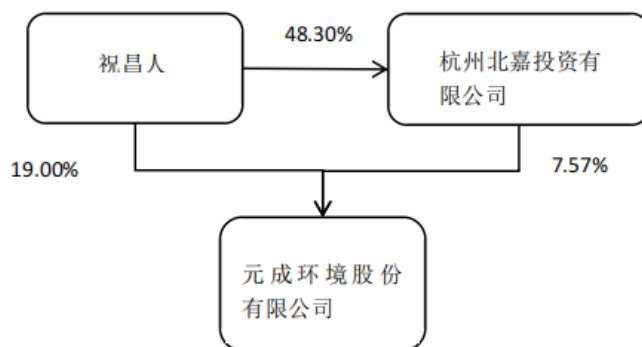 48.30%
祝昌人
杭州北嘉投资有
限公司
19.00%
7.57%
元成环境股份
有限公司